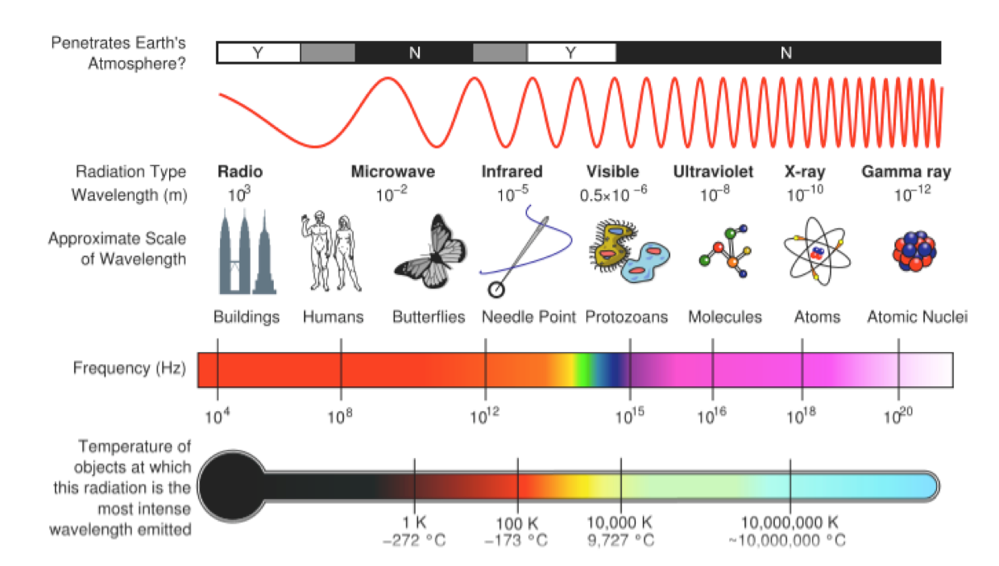 Penetrates Earth's
Atmosphere?
Y N Y N
Radiation Type Radio Microwave Infrared Visible Ultraviolet X-ray Gamma ray
Wavelength (m) 10³ 10⁻² 10⁻⁵ 0.5×10⁻⁶ 10⁻⁸ 10⁻¹⁰ 10⁻¹²
Approximate Scale
of Wavelength
Buildings Humans Butterflies Needle Point Protozoans Molecules Atoms Atomic Nuclei
Frequency (Hz)
10⁴ 10⁸ 10¹² 10¹⁵ 10¹⁶ 10¹⁸ 10²⁰
Temperature of
objects at which
this radiation is the
most intense
wavelength emitted
1 K 100 K 10,000 K 10,000,000 K
−272 °C −173 °C 9,727 °C ~10,000,000 °C